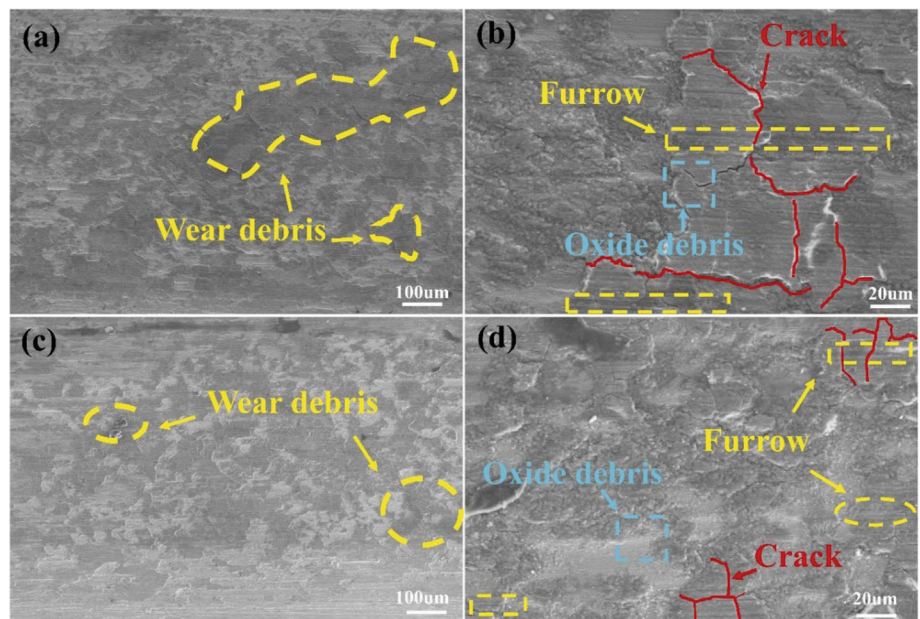 (a)
Wear debris
100um
(b)
Crack
Furrow
Oxide debris
20um
(c)
Wear debris
100um
(d)
Furrow
Oxide debris
Crack
20um